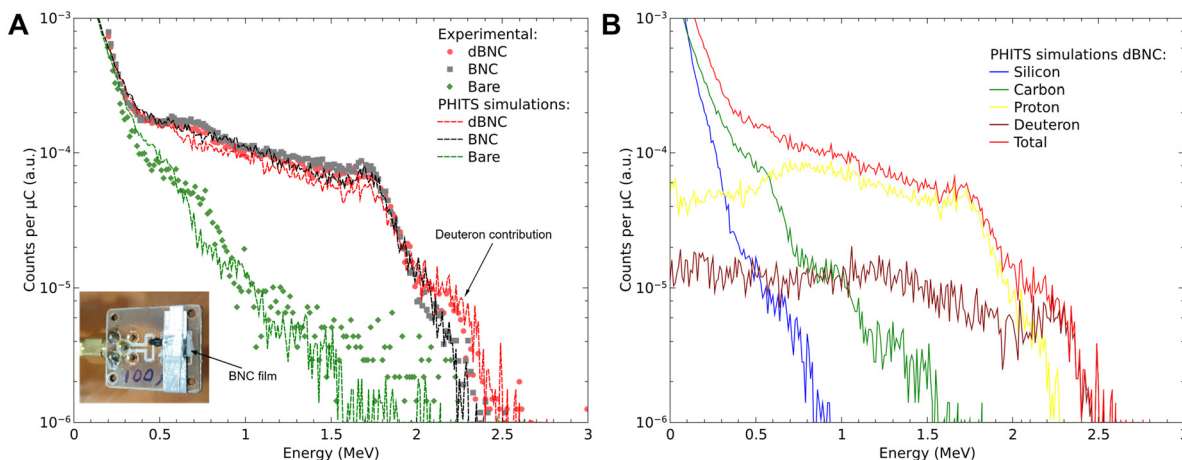 A
Counts per μC (a.u.)
10⁻³
10⁻⁴
10⁻⁵
10⁻⁶
Experimental:
dBNC
BNC
Bare
PHITS simulations:
dBNC
BNC
Bare
Deuteron contribution
BNC film
0 0.5 1 1.5 2 2.5 3
Energy (MeV)
B
Counts per μC (a.u.)
10⁻³
10⁻⁴
10⁻⁵
10⁻⁶
PHITS simulations dBNC:
Silicon
Carbon
Proton
Deuteron
Total
0 0.5 1 1.5 2 2.5
Energy (MeV)